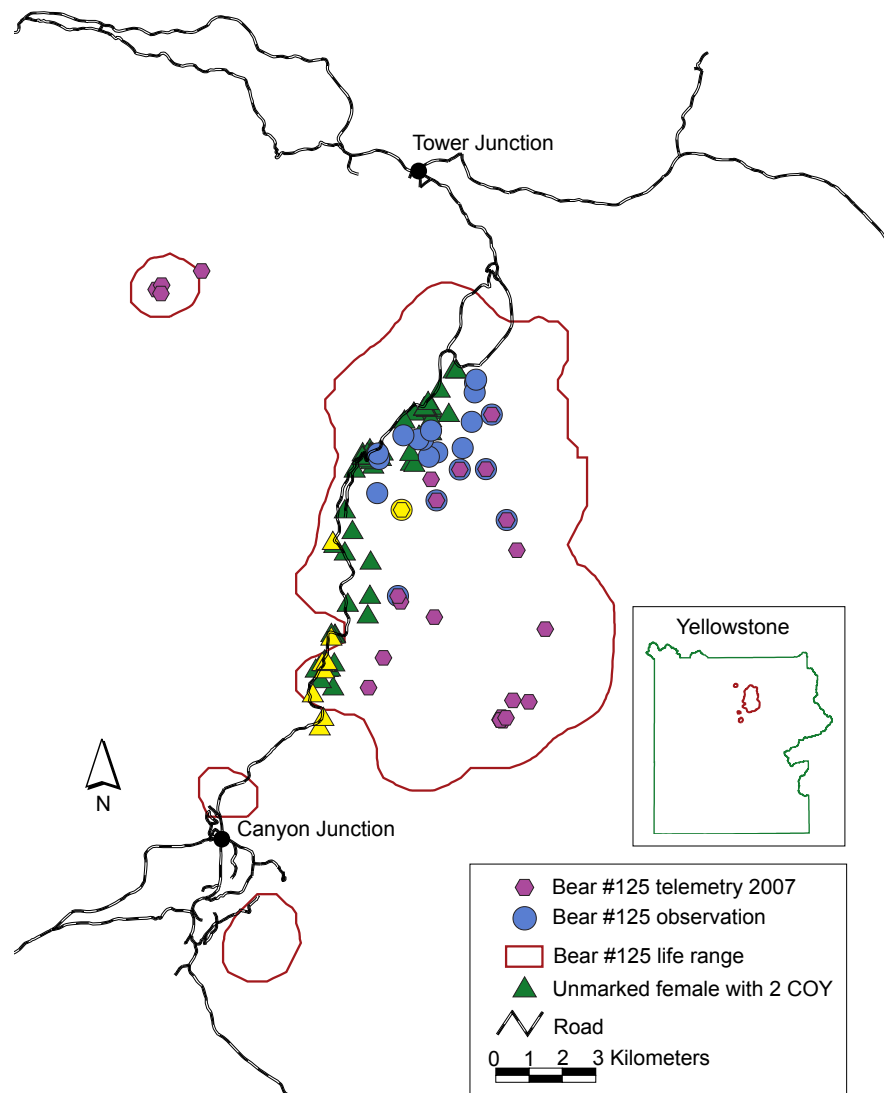 Tower Junction
Yellowstone
N
Canyon Junction
Bear #125 telemetry 2007
Bear #125 observation
Bear #125 life range
Unmarked female with 2 COY
Road
0 1 2 3 Kilometers